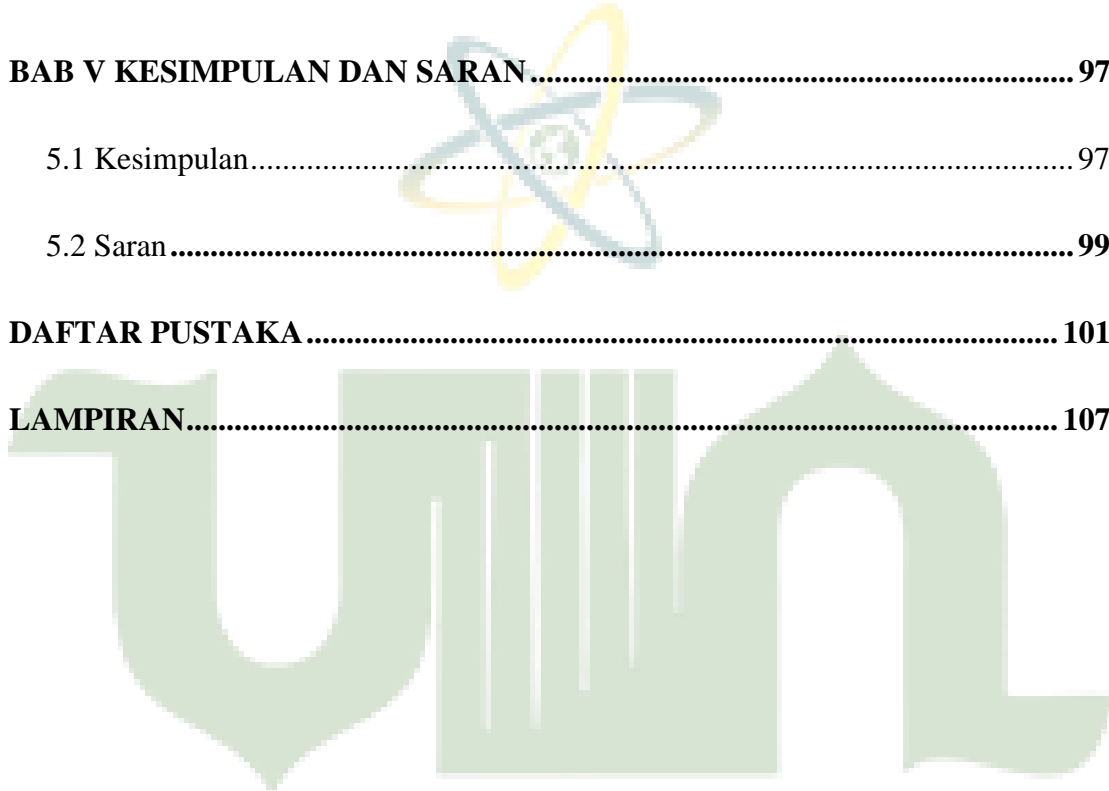 BAB V KESIMPULAN DAN SARAN.................................................................. 97
5.1 Kesimpulan.................................................................................................... 97
5.2 Saran.............................................................................................................. 99
DAFTAR PUSTAKA........................................................................................... 101
LAMPIRAN......................................................................................................... 107